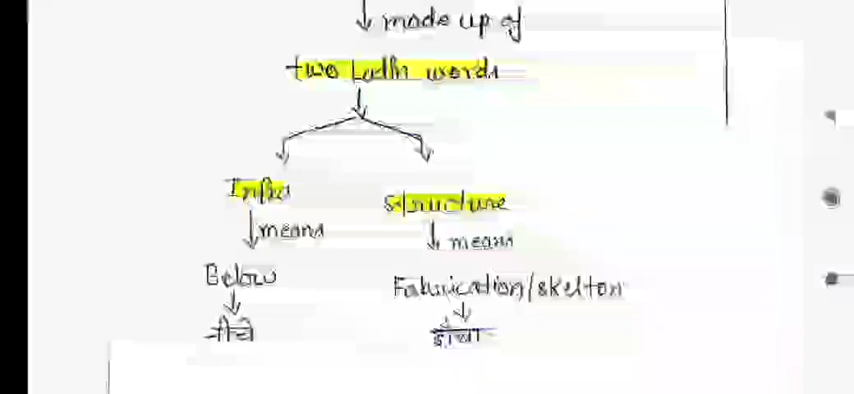 made up of
two Latin words
Infra structure
means means
Below Fabrication/skelton
नीचे ढांचा